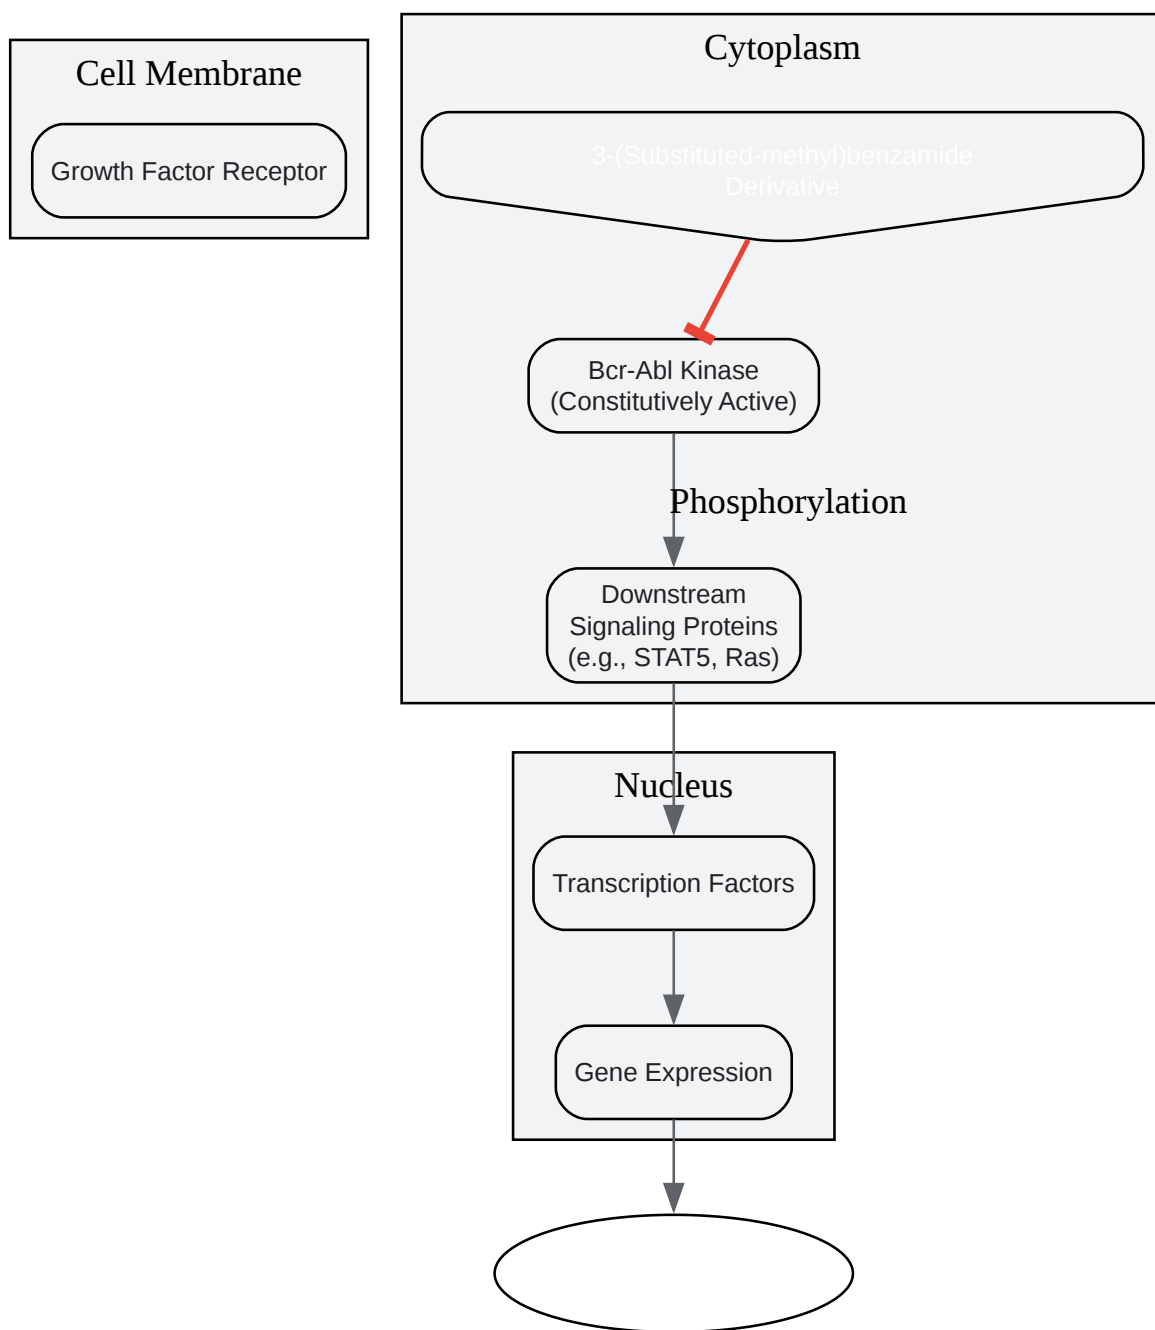 Cell Membrane
Growth Factor Receptor
Cytoplasm
3-(Substituted-methyl)benzamide
Derivative
Bcr-Abl Kinase
(Constitutively Active)
Phosphorylation
Downstream
Signaling Proteins
(e.g., STAT5, Ras)
Nucleus
Transcription Factors
Gene Expression